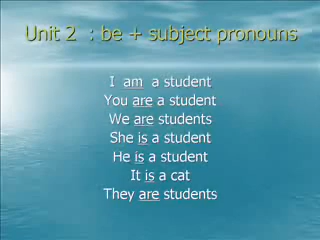 Unit 2 : be + subject pronouns
I am a student
You are a student
We are students
She is a student
He is a student
It is a cat
They are students